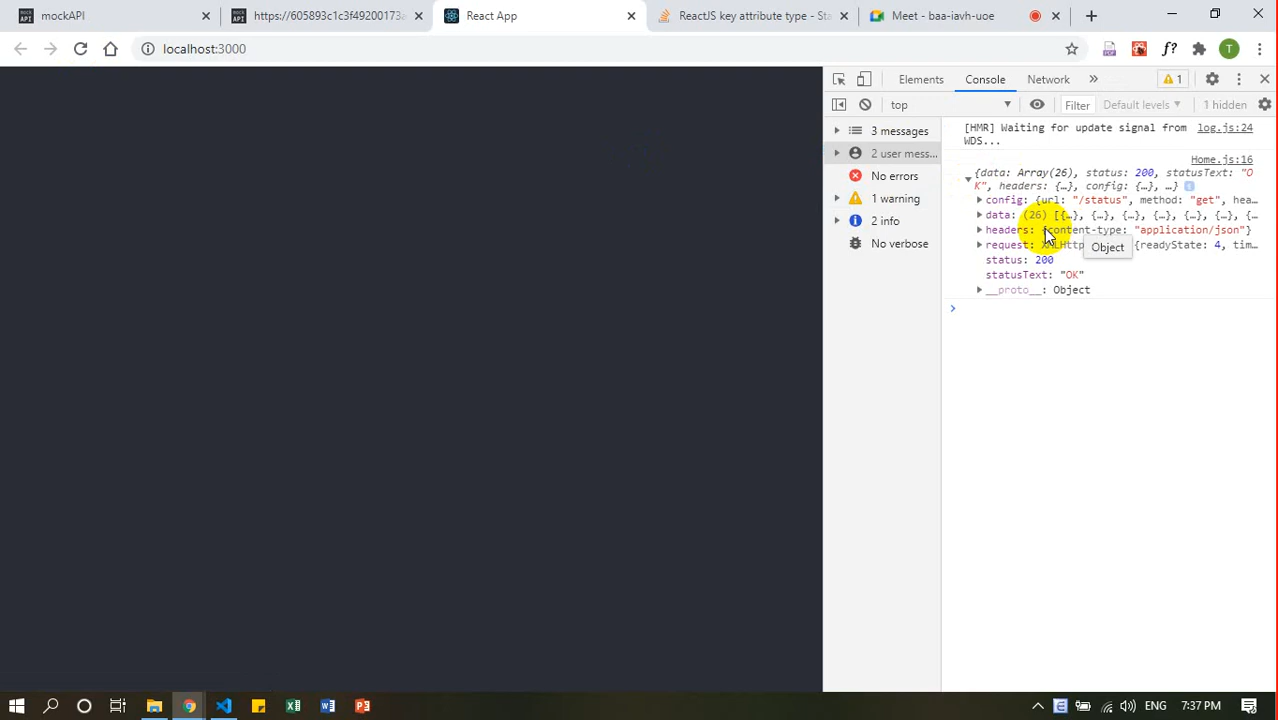 mockAPI
https://605893c1c3f49200173a
React App
ReactJS key attribute type - Sta
Meet - baa-iavh-uoe
localhost:3000
f?
T
Elements
Console
Network
1
top
Filter
Default levels
1 hidden
3 messages
2 user mess...
No errors
1 warning
2 info
No verbose
[HMR] Waiting for update signal from log.js:24
WDS...
Home.js:16
{data: Array(26), status: 200, statusText: "O
K", headers: {…}, config: {…}, …}
config: {url: "/status", method: "get", hea…
data: (26) [{…}, {…}, {…}, {…}, {…}, {…}, {…
headers: {content-type: "application/json"}
request: {readyState: 4, tim…
Object
status: 200
statusText: "OK"
__proto__: Object
ENG
7:37 PM